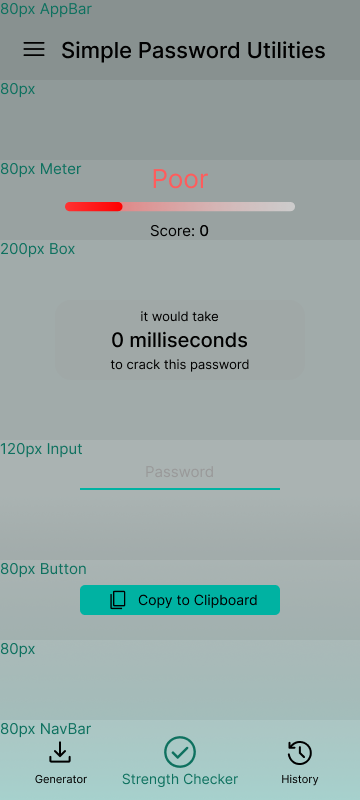 80px AppBar
Simple Password Utilities
80px
80px Meter
Poor
Score: 0
200px Box
it would take
0 milliseconds
to crack this password
120px Input
Password
80px Button
Copy to Clipboard
80px
80px NavBar
Generator
Strength Checker
History